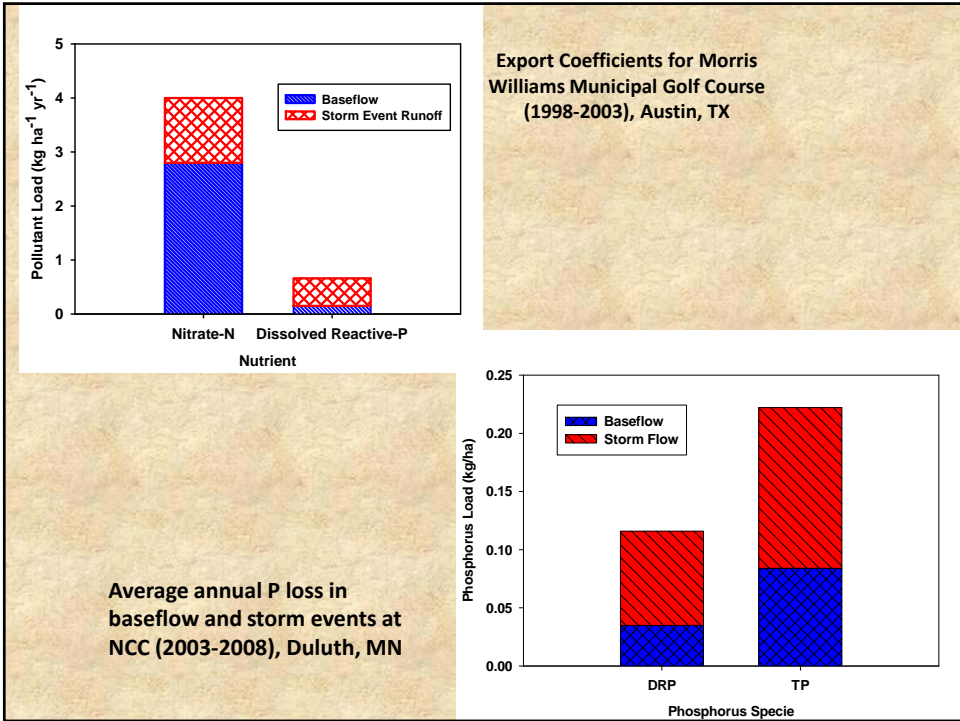 5
4
3
2
1
0
Pollutant Load (kg ha⁻¹ yr⁻¹)
Baseflow
Storm Event Runoff
Nitrate-N Dissolved Reactive-P
Nutrient
Export Coefficients for Morris
Williams Municipal Golf Course
(1998-2003), Austin, TX
0.25
0.20
0.15
0.10
0.05
0.00
Phosphorus Load (kg/ha)
Baseflow
Storm Flow
DRP TP
Phosphorus Specie
Average annual P loss in
baseflow and storm events at
NCC (2003-2008), Duluth, MN